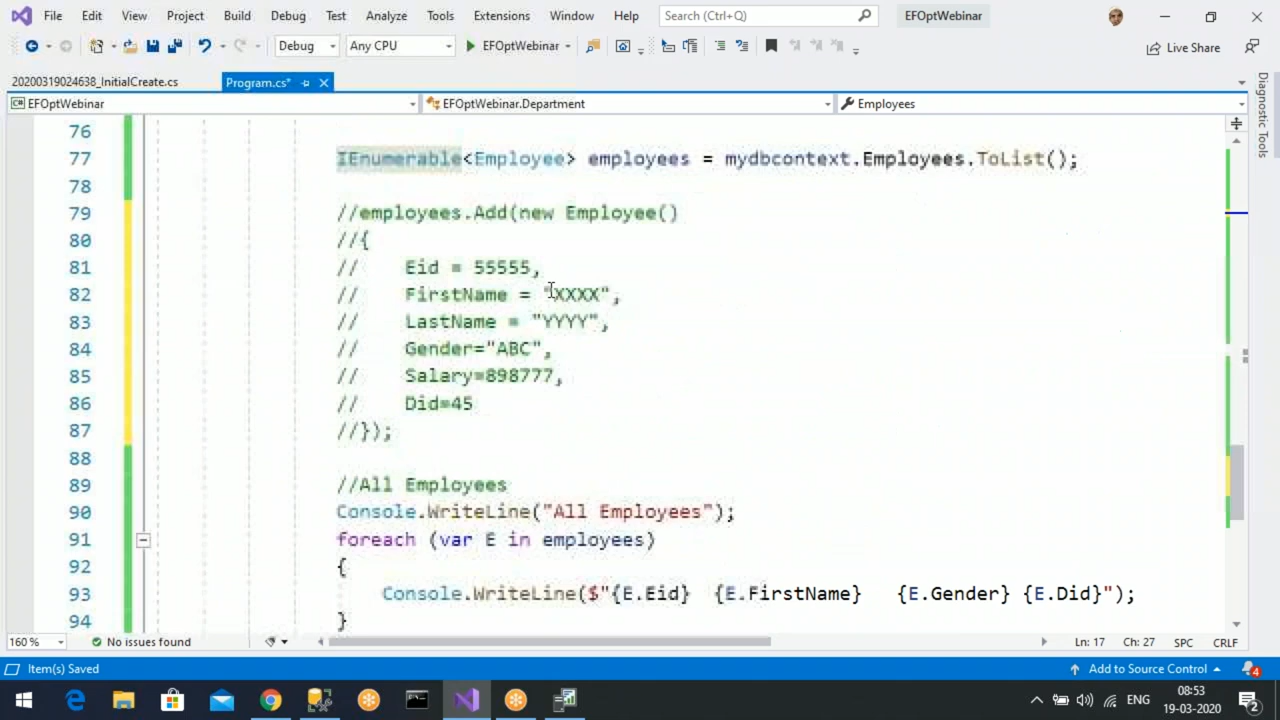 File Edit View Project Build Debug Test Analyze Tools Extensions Window Help Search (Ctrl+Q) EFOptWebinar
Debug Any CPU EFOptWebinar Live Share
20200319024638_InitialCreate.cs Program.cs*
EFOptWebinar EFOptWebinar.Department Employees
Diagnostic Tools
76
77 IEnumerable<Employee> employees = mydbcontext.Employees.ToList();
78
79 //employees.Add(new Employee()
80 //{
81 //    Eid = 55555,
82 //    FirstName = "XXXX",
83 //    LastName = "YYYY",
84 //    Gender="ABC",
85 //    Salary=898777,
86 //    Did=45
87 //});
88
89 //All Employees
90 Console.WriteLine("All Employees");
91 foreach (var E in employees)
92 {
93     Console.WriteLine($"{E.Eid}  {E.FirstName}   {E.Gender} {E.Did}");
94 }
160 % No issues found Ln: 17 Ch: 27 SPC CRLF
Item(s) Saved Add to Source Control 4
ENG 08:53
19-03-2020 2